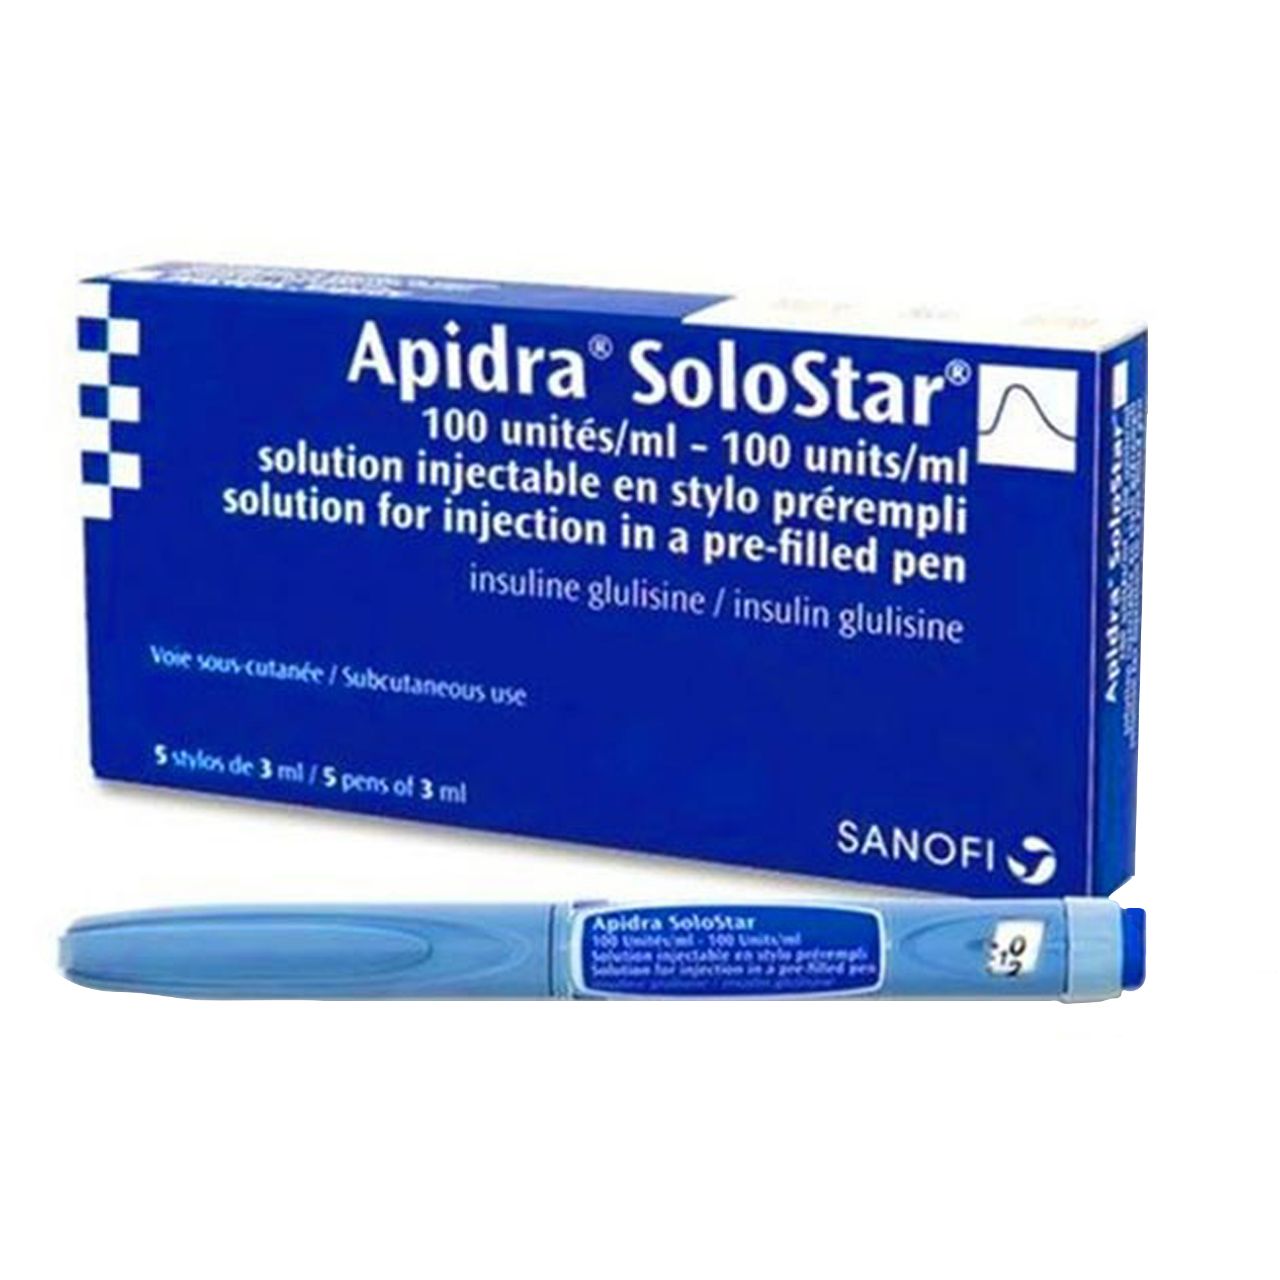 Apidra® SoloStar®
100 unités/ml – 100 units/ml
solution injectable en stylo prérempli
solution for injection in a pre-filled pen
insuline glulisine / insulin glulisine
Voie sous-cutanée / Subcutaneous use
5 stylos de 3 ml / 5 pens of 3 ml
SANOFI
Apidra® SoloStar®
Apidra SoloStar
100 Unités/ml - 100 Units/ml
Solution injectable en stylo prérempli
Solution for injection in a pre-filled pen